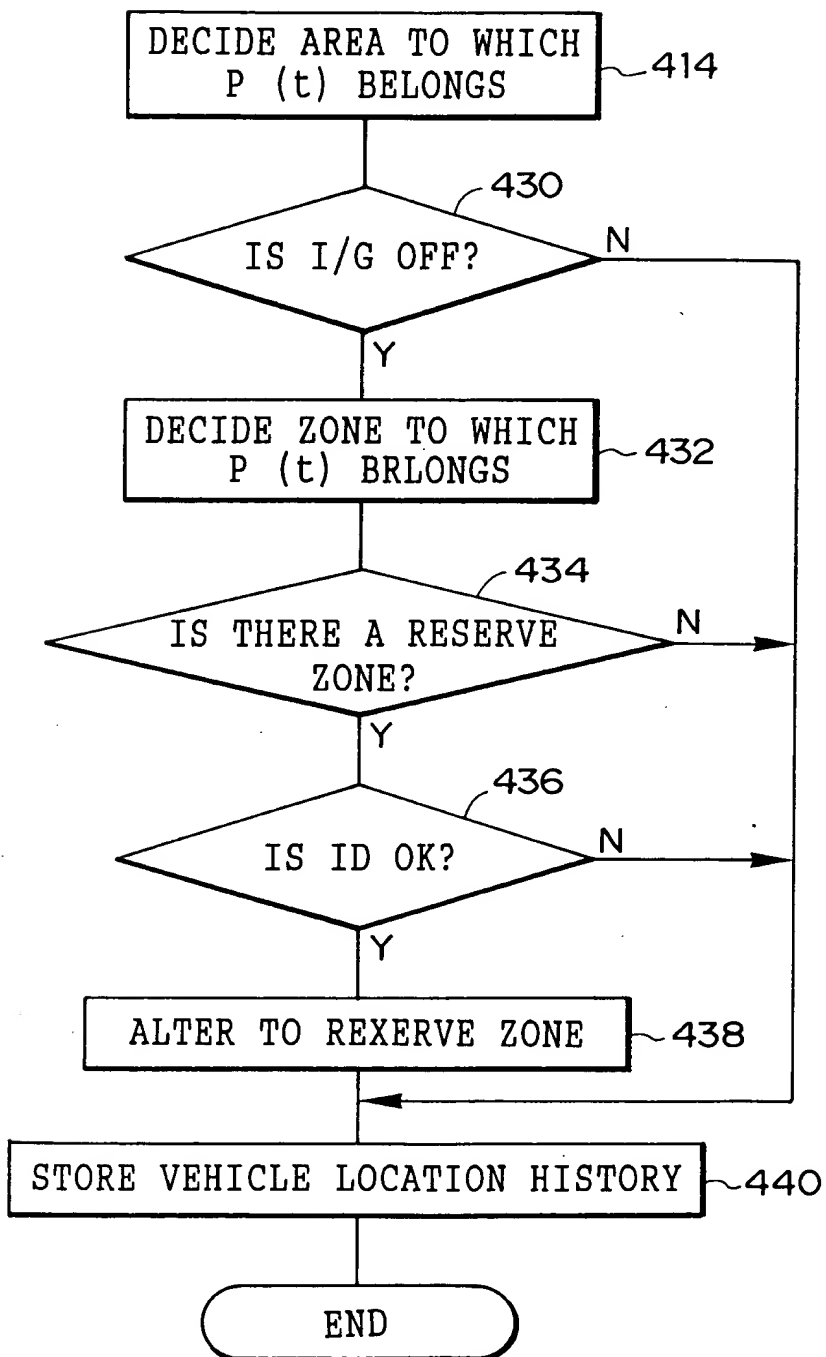 DECIDE AREA TO WHICH
P (t) BELONGS
414
430
IS I/G OFF?
N
Y
DECIDE ZONE TO WHICH
P (t) BRLONGS
432
434
IS THERE A RESERVE
ZONE?
N
Y
436
IS ID OK?
N
Y
ALTER TO REXERVE ZONE
438
STORE VEHICLE LOCATION HISTORY
440
END